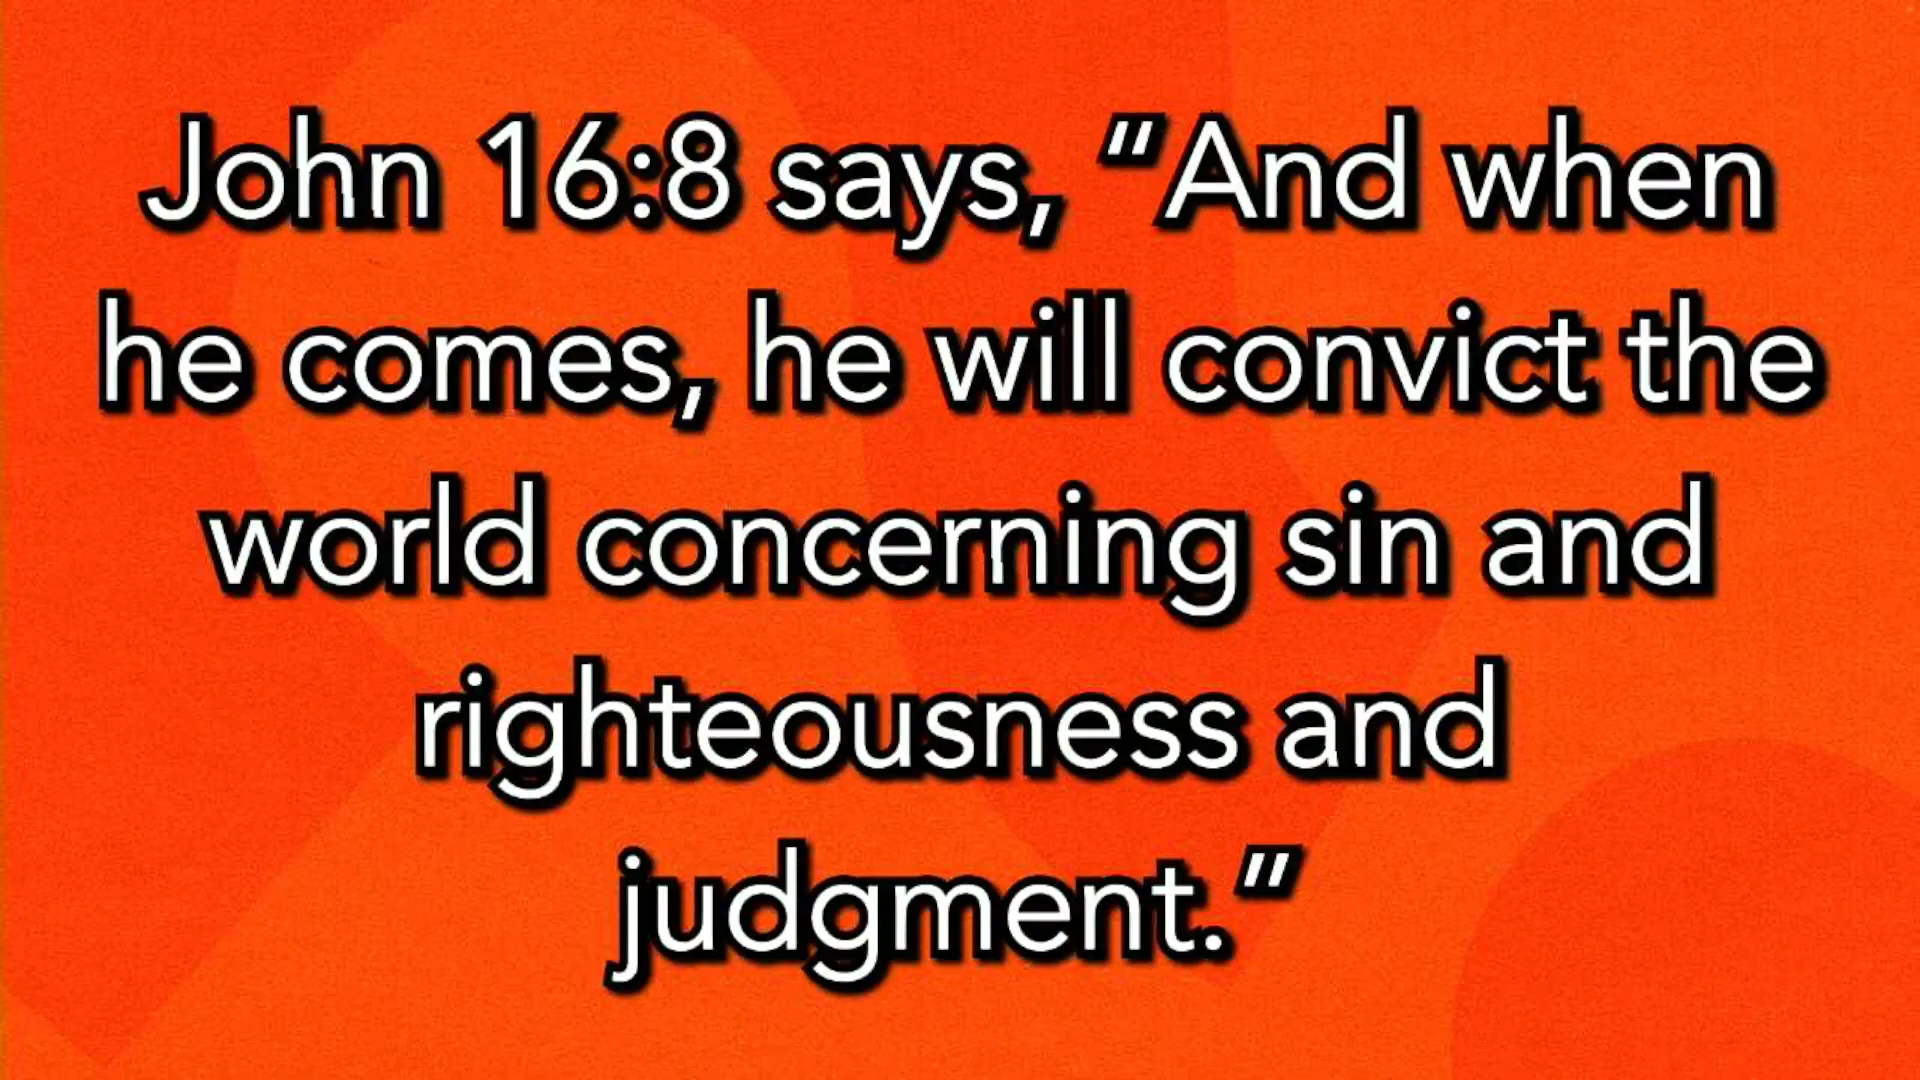 John 16:8 says, “And when
he comes, he will convict the
world concerning sin and
righteousness and
judgment.”